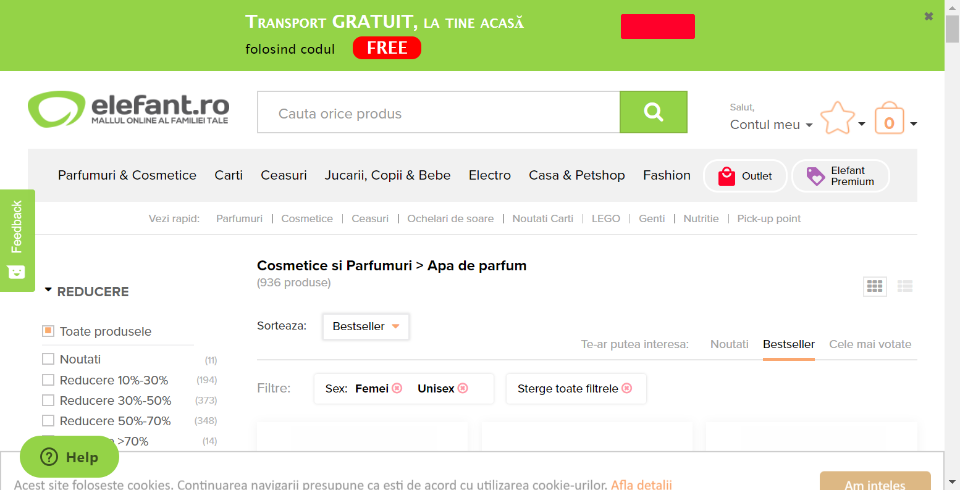 TRANSPORT GRATUIT, LA TINE ACASĂ
folosind codul FREE
elefant.ro
MALLUL ONLINE AL FAMILIEI TALE
Cauta orice produs
Salut,
Contul meu
0
Parfumuri & Cosmetice Carti Ceasuri Jucarii, Copii & Bebe Electro Casa & Petshop Fashion Outlet Elefant Premium
Vezi rapid: Parfumuri | Cosmetice | Ceasuri | Ochelari de soare | Noutati Carti | LEGO | Genti | Nutritie | Pick-up point
Feedback
Cosmetice si Parfumuri > Apa de parfum
(936 produse)
REDUCERE
Sorteaza: Bestseller
Toate produsele
Te-ar putea interesa: Noutati Bestseller Cele mai votate
Noutati (11)
Reducere 10%-30% (194)
Reducere 30%-50% (373)
Reducere 50%-70% (348)
>70% (14)
Filtre: Sex: Femei Unisex Sterge toate filtrele
Help
Acest site foloseste cookies. Continuarea navigarii presupune ca esti de acord cu utilizarea cookie-urilor. Afla detalii
Am inteles